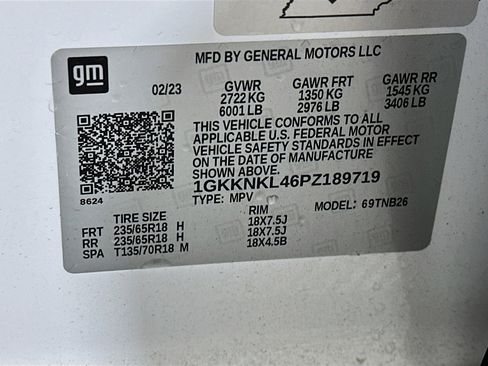 gm
MFD BY GENERAL MOTORS LLC
02/23 GVWR GAWR FRT GAWR RR
2722 KG 1350 KG 1545 KG
6001 LB 2976 LB 3406 LB
THIS VEHICLE CONFORMS TO ALL
APPLICABLE U.S. FEDERAL MOTOR
VEHICLE SAFETY STANDARDS IN EFFECT
ON THE DATE OF MANUFACTURE
SHOWN ABOVE.
1GKKNKL46PZ189719
8624
TYPE: MPV MODEL: 69TNB26
TIRE SIZE RIM
FRT 235/65R18 H 18X7.5J
RR 235/65R18 H 18X7.5J
SPA T135/70R18 M 18X4.5B